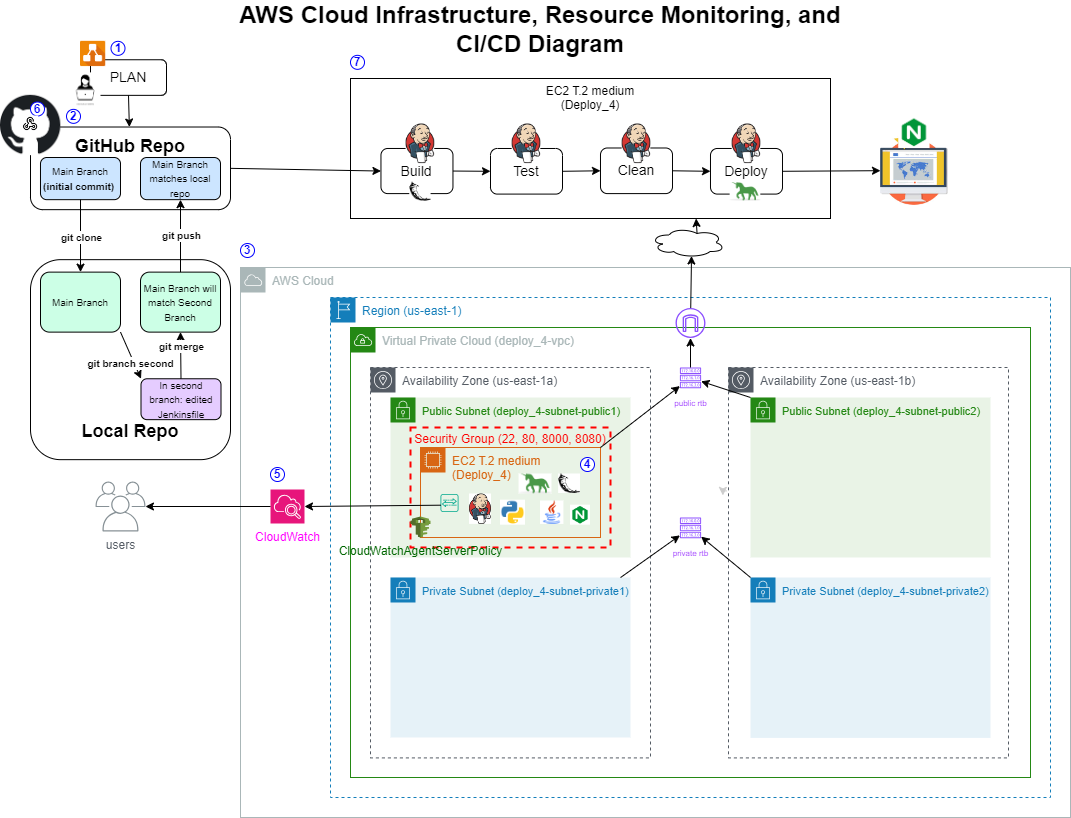 AWS Cloud Infrastructure, Resource Monitoring, and
CI/CD Diagram
1
PLAN
6
2
GitHub Repo
Main Branch
(initial commit)
Main Branch
matches local
repo
git clone
git push
Main Branch
Main Branch will
match Second
Branch
git merge
git branch second
In second
branch: edited
Jenkinsfile
Local Repo
7
EC2 T.2 medium
(Deploy_4)
Build
Test
Clean
Deploy
3
AWS Cloud
Region (us-east-1)
Virtual Private Cloud (deploy_4-vpc)
Availability Zone (us-east-1a)
Availability Zone (us-east-1b)
public rtb
Public Subnet (deploy_4-subnet-public1)
Public Subnet (deploy_4-subnet-public2)
Security Group (22, 80, 8000, 8080)
EC2 T.2 medium
(Deploy_4)
4
5
CloudWatch
users
CloudWatchAgentServerPolicy
private rtb
Private Subnet (deploy_4-subnet-private1)
Private Subnet (deploy_4-subnet-private2)